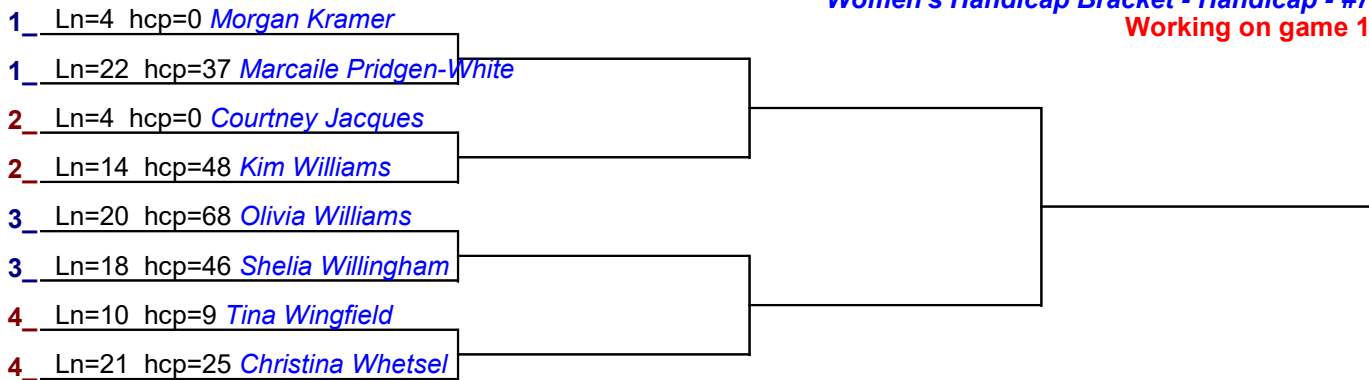 Women's Handicap Bracket - Handicap - #7
Working on game 1
1_ Ln=4 hcp=0 Morgan Kramer
1_ Ln=22 hcp=37 Marcaile Pridgen-White
2_ Ln=4 hcp=0 Courtney Jacques
2_ Ln=14 hcp=48 Kim Williams
3_ Ln=20 hcp=68 Olivia Williams
3_ Ln=18 hcp=46 Shelia Willingham
4_ Ln=10 hcp=9 Tina Wingfield
4_ Ln=21 hcp=25 Christina Whetsel